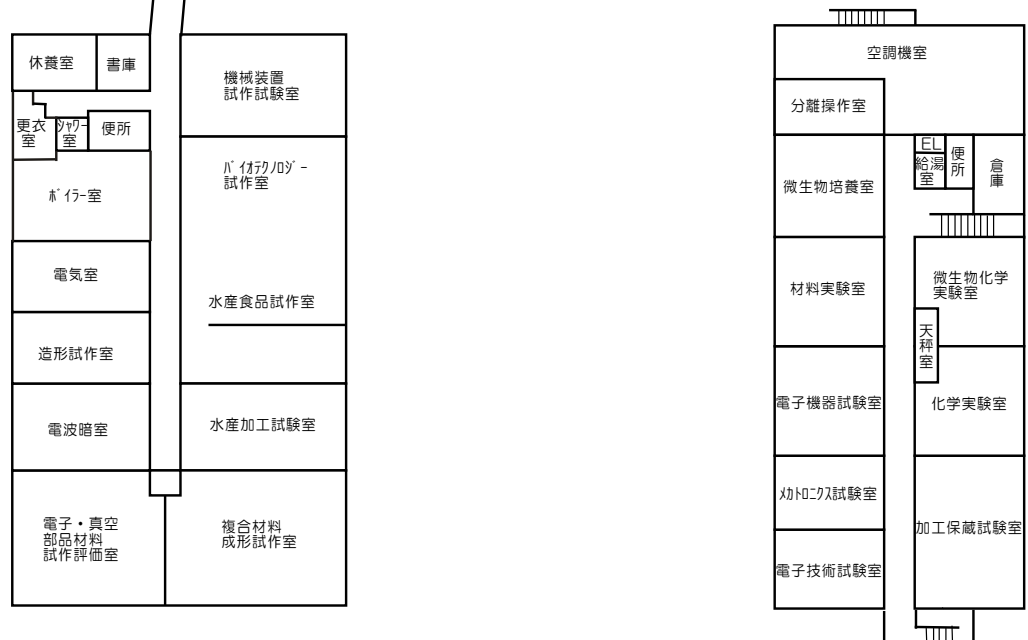 休養室
書庫
機械装置
試作試験室
更衣
室
ｼｬﾜｰ
室
便所
ﾊﾞｲｵﾃｸﾉﾛｼﾞｰ
試作室
ﾎﾞｲﾗｰ室
電気室
水産食品試作室
造形試作室
電波暗室
水産加工試験室
電子・真空
部品材料
試作評価室
複合材料
成形試作室
空調機室
分離操作室
EL
給湯
室
便
所
倉
庫
微生物培養室
材料実験室
微生物化学
実験室
天
秤
室
電子機器試験室
化学実験室
ﾒｶﾄﾛﾆｸｽ試験室
加工保蔵試験室
電子技術試験室